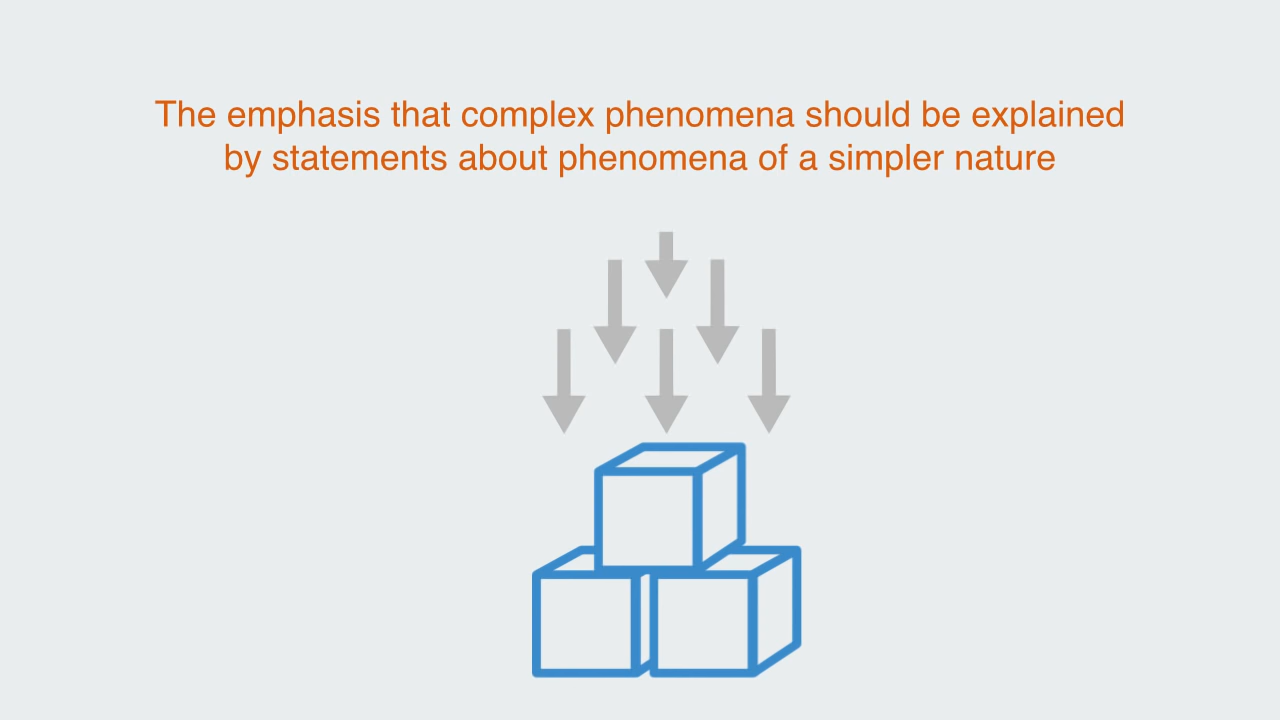 The emphasis that complex phenomena should be explained
by statements about phenomena of a simpler nature